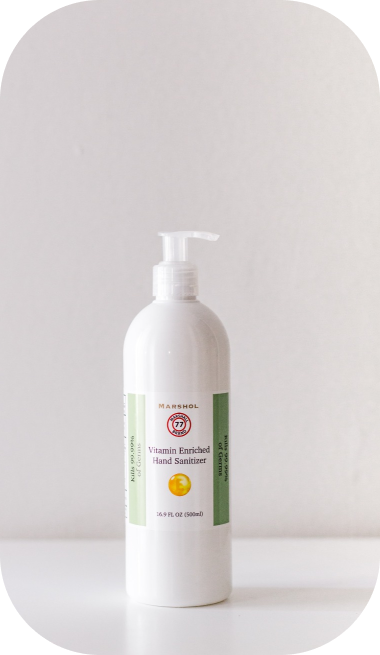 MARSHOL
77
Vitamin Enriched
Hand Sanitizer
E
16.9 FL OZ (500ml)
Kills 99.99%
of Germs
Kills 99.99%
of Germs